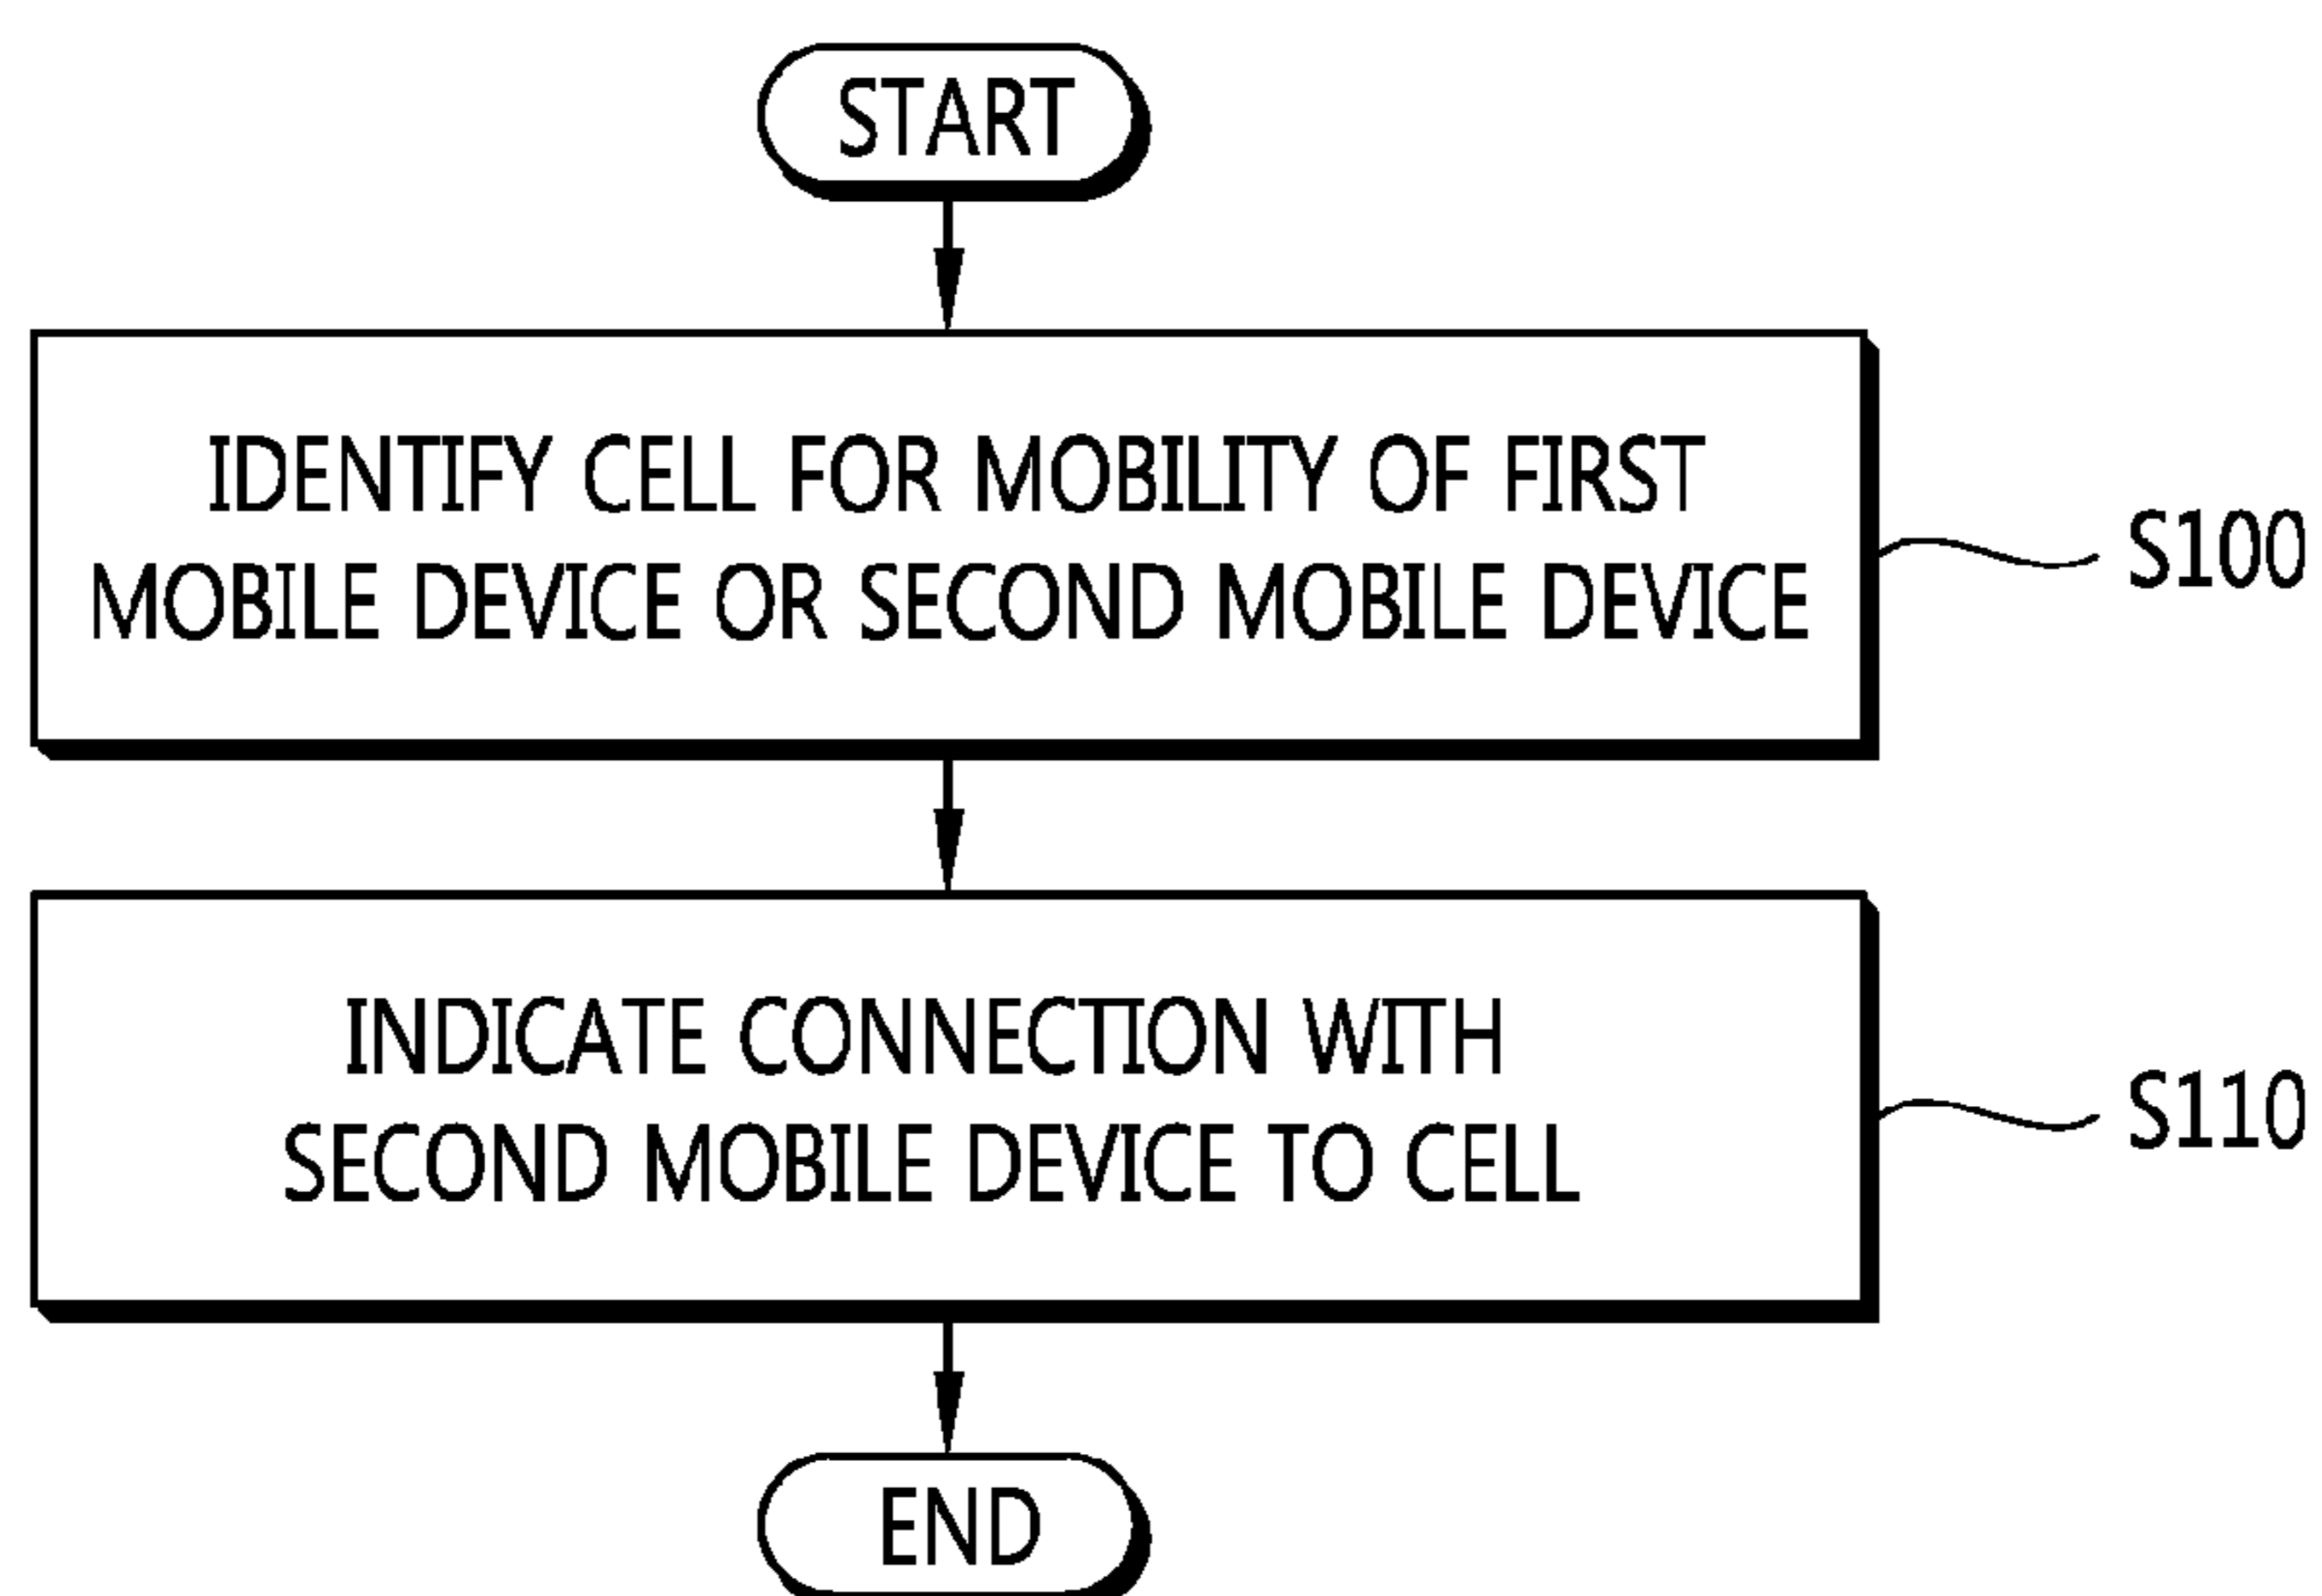 START
IDENTIFY CELL FOR MOBILITY OF FIRST
MOBILE DEVICE OR SECOND MOBILE DEVICE
S100
INDICATE CONNECTION WITH
SECOND MOBILE DEVICE TO CELL
S110
END